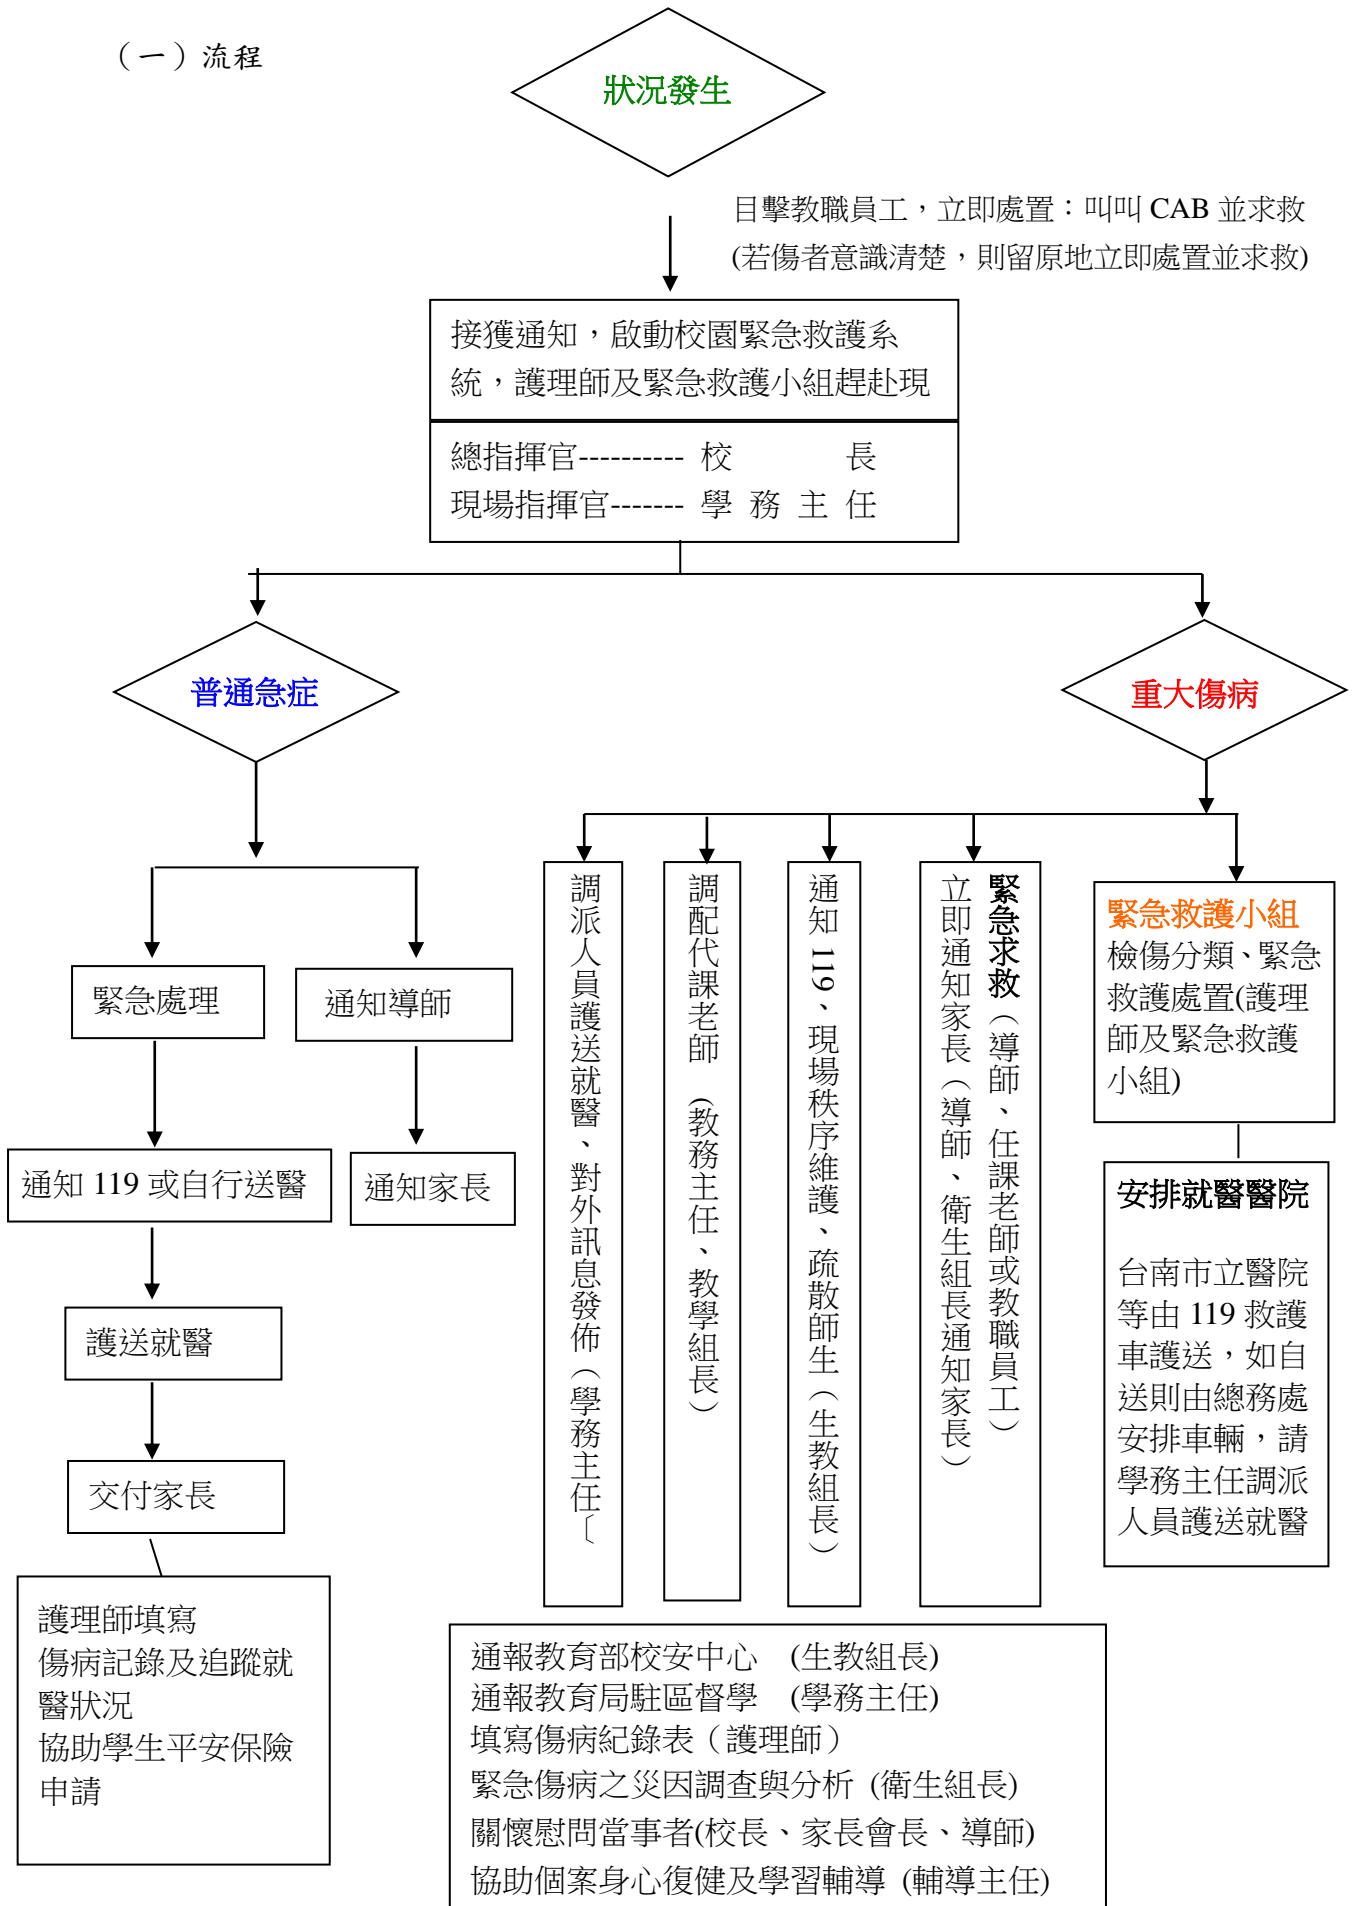 （一）流程
狀況發生
目擊教職員工，立即處置：叫叫 CAB 並求救
(若傷者意識清楚，則留原地立即處置並求救)
接獲通知，啟動校園緊急救護系
統，護理師及緊急救護小組趕赴現
總指揮官---------- 校 長
現場指揮官------- 學 務 主 任
普通急症
重大傷病
緊急處理
通知導師
通知 119 或自行送醫
通知家長
護送就醫
交付家長
護理師填寫
傷病記錄及追蹤就
醫狀況
協助學生平安保險
申請
調派人員護送就醫、對外訊息發佈（學務主任〔
調配代課老師 （教務主任、教學組長）
通知 119、現場秩序維護、疏散師生（生教組長）
緊急求救（導師、任課老師或教職員工）
立即通知家長（導師、衛生組長通知家長）
緊急救護小組
檢傷分類、緊急
救護處置(護理
師及緊急救護
小組)
安排就醫醫院
台南市立醫院
等由 119 救護
車護送，如自
送則由總務處
安排車輛，請
學務主任調派
人員護送就醫
通報教育部校安中心 (生教組長)
通報教育局駐區督學 (學務主任)
填寫傷病紀錄表（護理師）
緊急傷病之災因調查與分析 (衛生組長)
關懷慰問當事者(校長、家長會長、導師)
協助個案身心復健及學習輔導 (輔導主任)